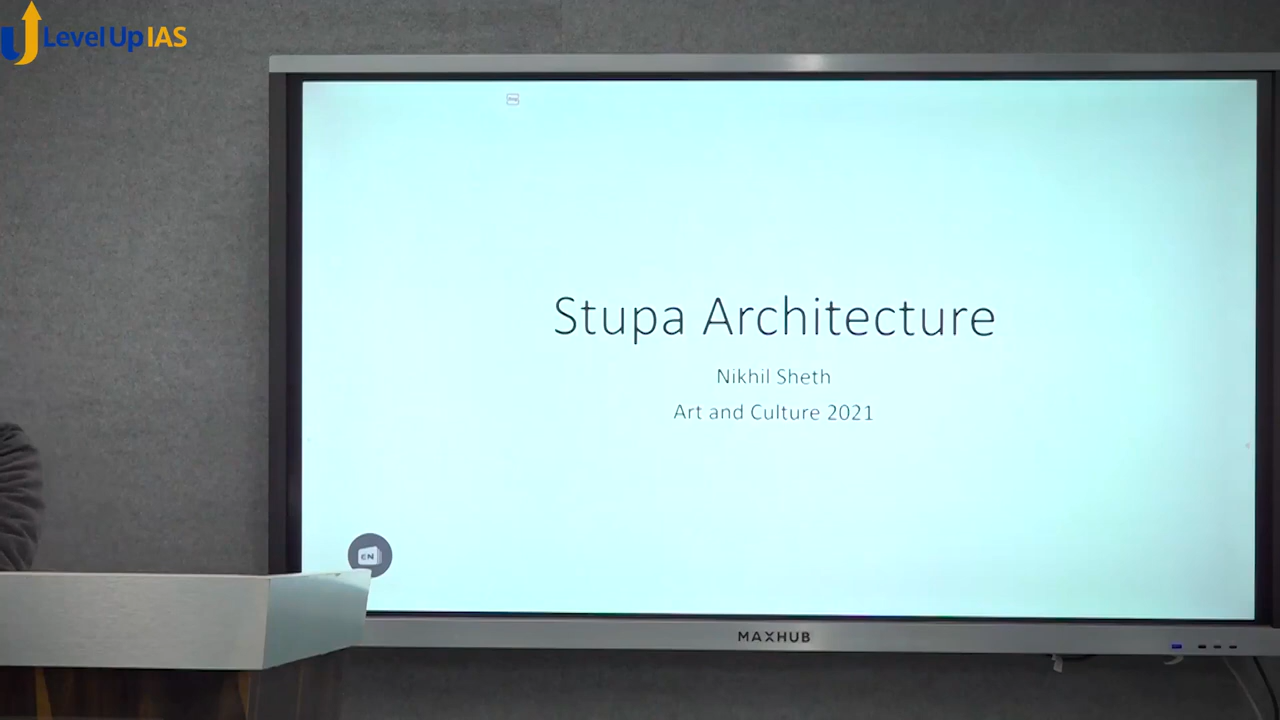 Level Up IAS
Stupa Architecture
Nikhil Sheth
Art and Culture 2021
EN
MAXHUB